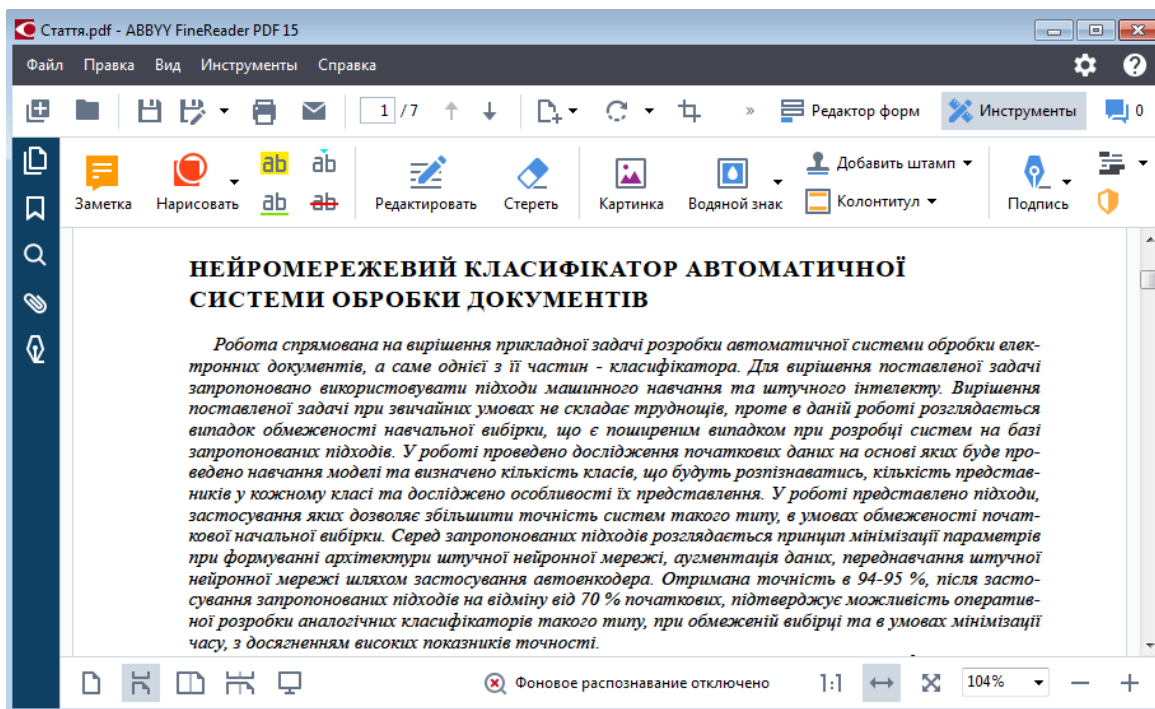 Стаття.pdf - ABBYY FineReader PDF 15
Файл Правка Вид Инструменты Справка
1 / 7 Редактор форм Инструменты 0
Заметка Нарисовать ab ab ab ab Редактировать Стереть Картинка Водяной знак Добавить штамп Колонтитул Подпись
НЕЙРОМЕРЕЖЕВИЙ КЛАСИФІКАТОР АВТОМАТИЧНОЇ
СИСТЕМИ ОБРОБКИ ДОКУМЕНТІВ
Робота спрямована на вирішення прикладної задачі розробки автоматичної системи обробки елек-
тронних документів, а саме однієї з її частин - класифікатора. Для вирішення поставленої задачі
запропоновано використовувати підходи машинного навчання та штучного інтелекту. Вирішення
поставленої задачі при звичайних умовах не складає труднощів, проте в даній роботі розглядається
випадок обмеженості навчальної вибірки, що є поширеним випадком при розробці систем на базі
запропонованих підходів. У роботі проведено дослідження початкових даних на основі яких буде про-
ведено навчання моделі та визначено кількість класів, що будуть розпізнаватись, кількість представ-
ників у кожному класі та досліджено особливості їх представлення. У роботі представлено підходи,
застосування яких дозволяє збільшити точність систем такого типу, в умовах обмеженості почат-
кової начальної вибірки. Серед запропонованих підходів розглядається принцип мінімізації параметрів
при формуванні архітектури штучної нейронної мережі, аугментація даних, переднавчання штучної
нейронної мережі шляхом застосування автоенкодера. Отримана точність в 94-95 %, після засто-
сування запропонованих підходів на відміну від 70 % початкових, підтверджує можливість оператив-
ної розробки аналогічних класифікаторів такого типу, при обмеженій вибірці та в умовах мінімізації
часу, з досягненням високих показників точності.
Фоновое распознавание отключено 1:1 104%